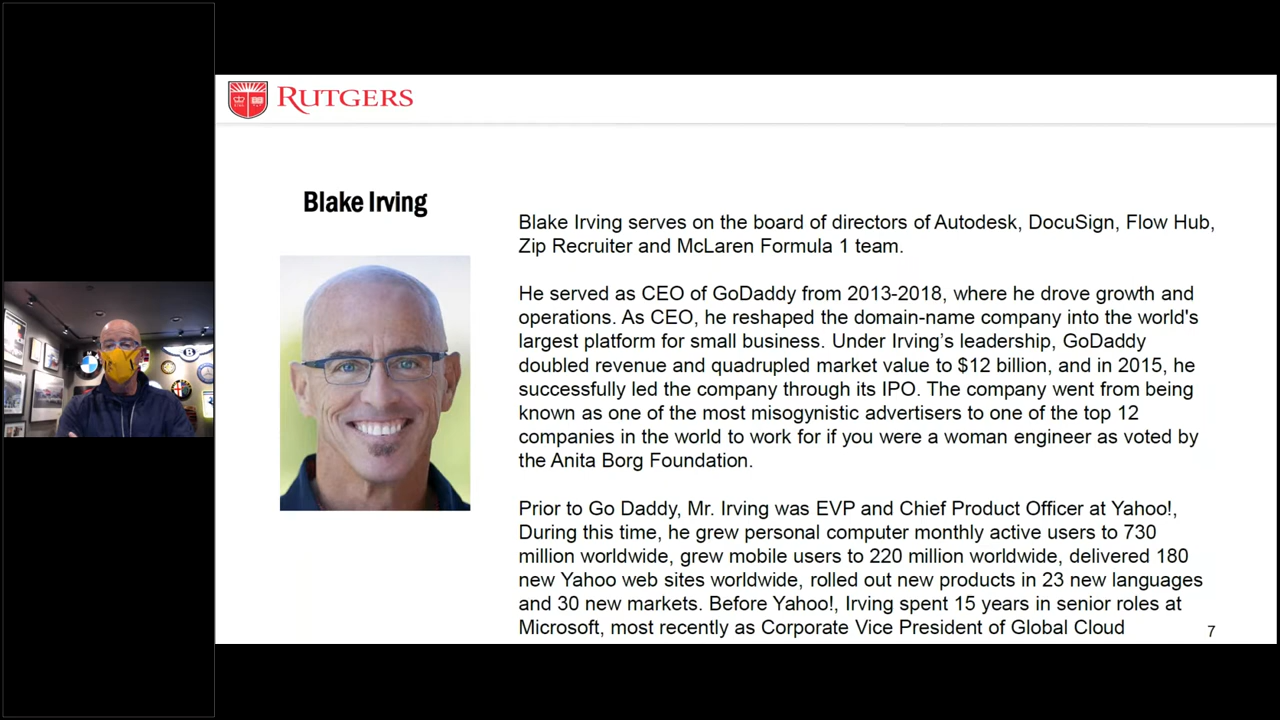 RUTGERS
Blake Irving
Blake Irving serves on the board of directors of Autodesk, DocuSign, Flow Hub,
Zip Recruiter and McLaren Formula 1 team.
He served as CEO of GoDaddy from 2013-2018, where he drove growth and
operations. As CEO, he reshaped the domain-name company into the world's
largest platform for small business. Under Irving’s leadership, GoDaddy
doubled revenue and quadrupled market value to $12 billion, and in 2015, he
successfully led the company through its IPO. The company went from being
known as one of the most misogynistic advertisers to one of the top 12
companies in the world to work for if you were a woman engineer as voted by
the Anita Borg Foundation.
Prior to Go Daddy, Mr. Irving was EVP and Chief Product Officer at Yahoo!,
During this time, he grew personal computer monthly active users to 730
million worldwide, grew mobile users to 220 million worldwide, delivered 180
new Yahoo web sites worldwide, rolled out new products in 23 new languages
and 30 new markets. Before Yahoo!, Irving spent 15 years in senior roles at
Microsoft, most recently as Corporate Vice President of Global Cloud
7